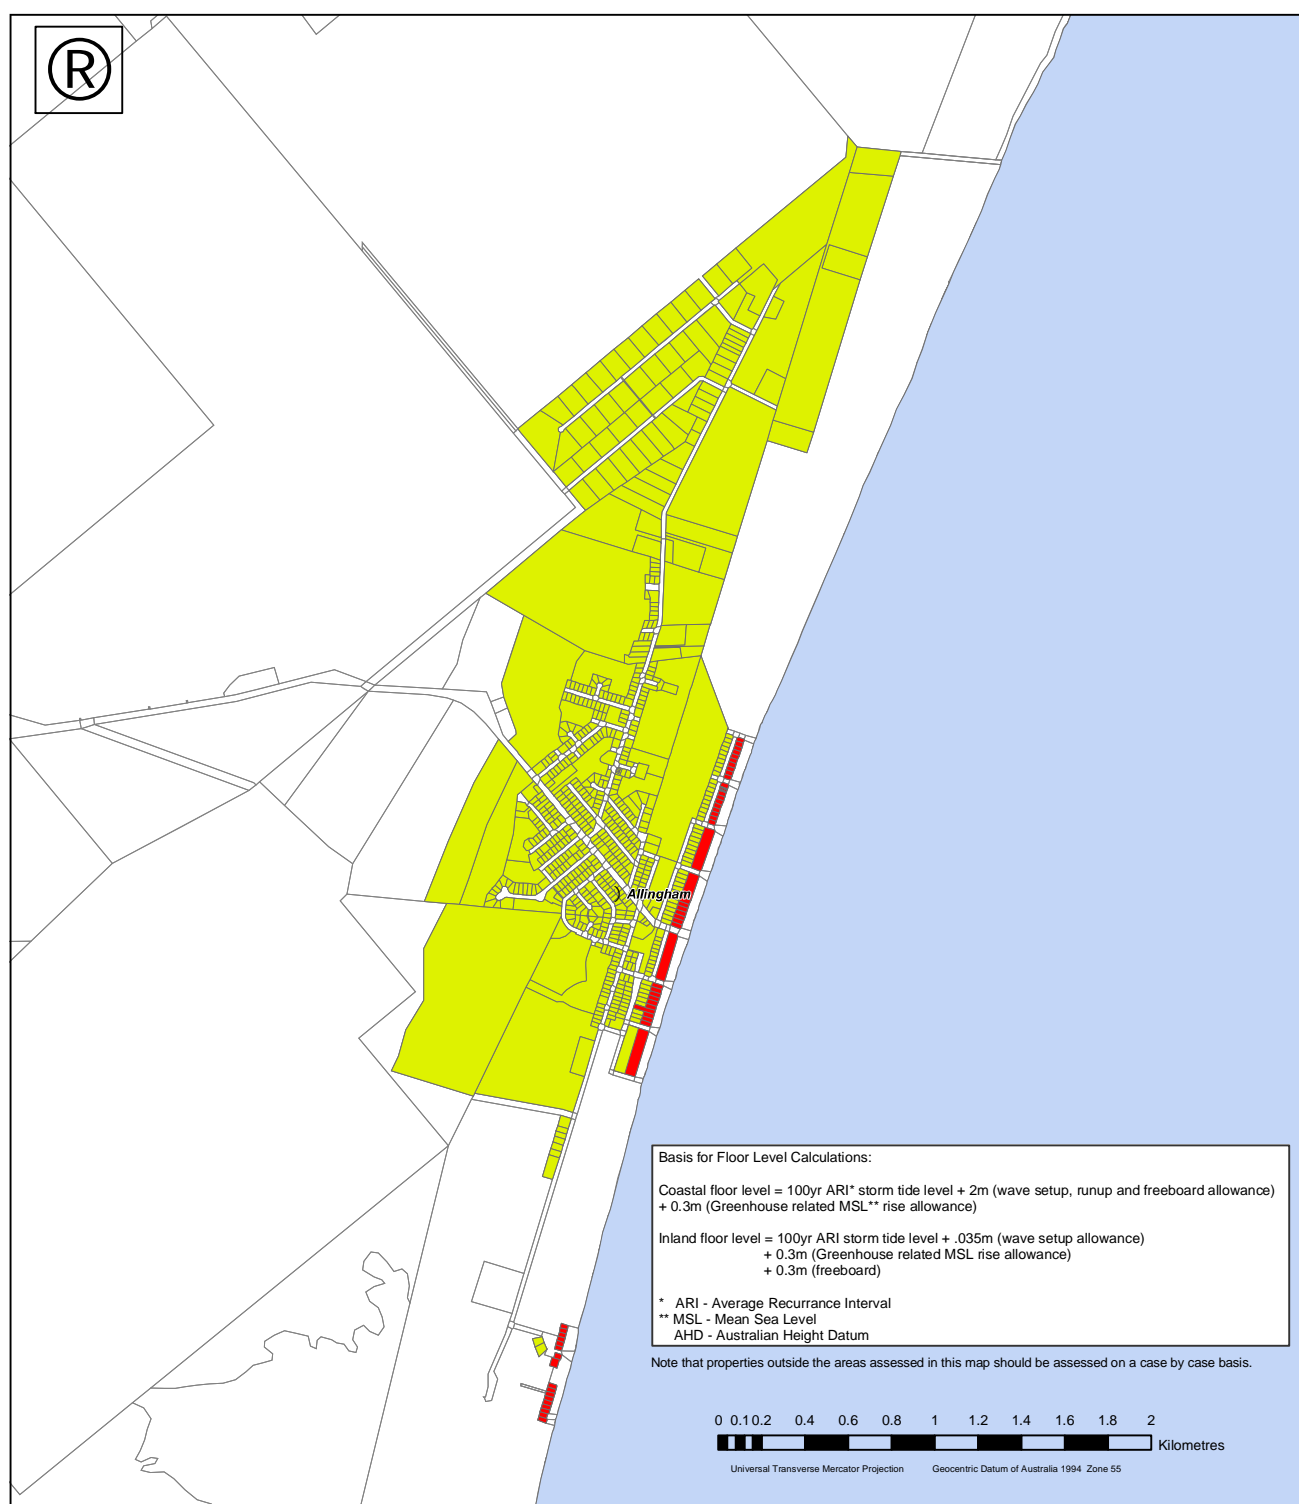 ®
) Allingham
Basis for Floor Level Calculations:
Coastal floor level = 100yr ARI* storm tide level + 2m (wave setup, runup and freeboard allowance)
+ 0.3m (Greenhouse related MSL** rise allowance)
Inland floor level = 100yr ARI storm tide level + .035m (wave setup allowance)
+ 0.3m (Greenhouse related MSL rise allowance)
+ 0.3m (freeboard)
* ARI - Average Recurrance Interval
** MSL - Mean Sea Level
AHD - Australian Height Datum
Note that properties outside the areas assessed in this map should be assessed on a case by case basis.
0 0.1 0.2 0.4 0.6 0.8 1 1.2 1.4 1.6 1.8 2
Kilometres
Universal Transverse Mercator Projection Geocentric Datum of Australia 1994 Zone 55